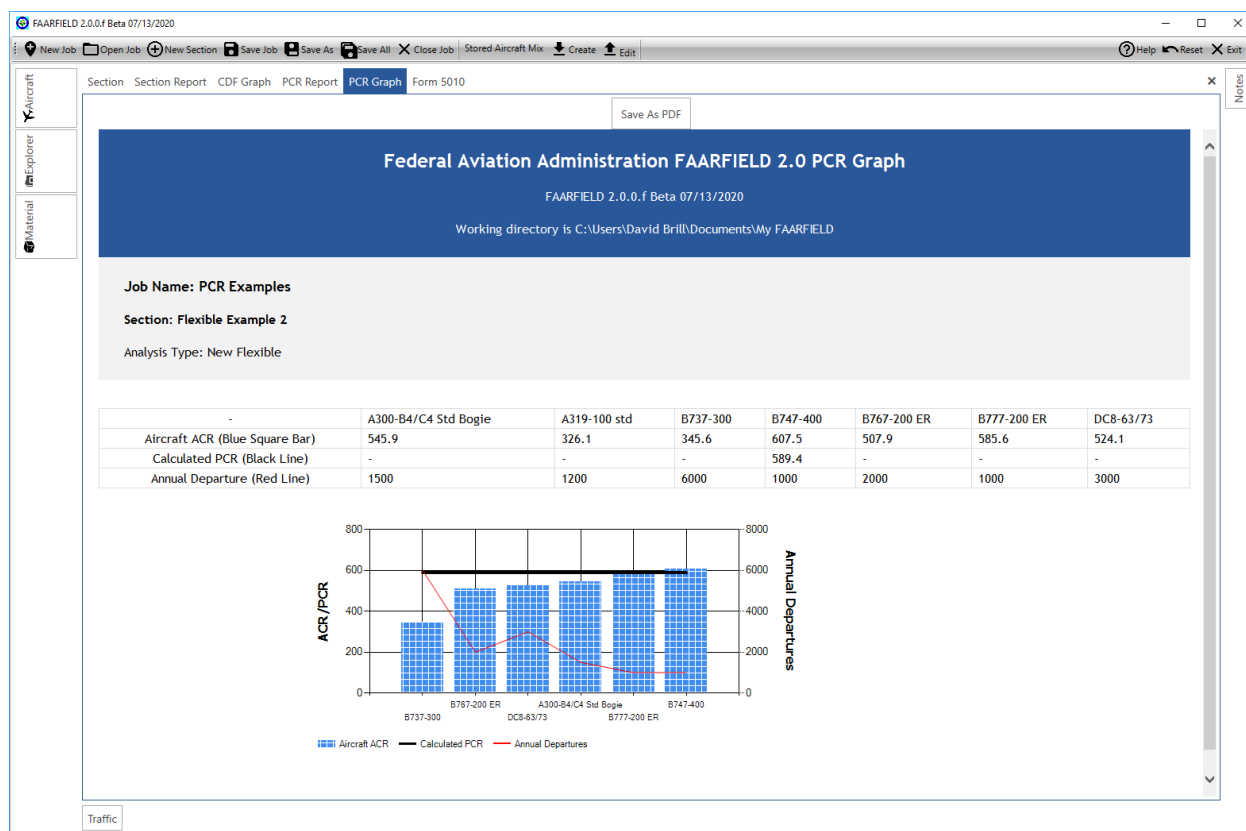 FAARFIELD 2.0.0.f Beta 07/13/2020
New Job Open Job New Section Save Job Save As Save All Close Job Stored Aircraft Mix Create Edit Help Reset Exit
Aircraft
Explorer
Material
Notes
Section Section Report CDF Graph PCR Report PCR Graph Form 5010
Save As PDF
Federal Aviation Administration FAARFIELD 2.0 PCR Graph
FAARFIELD 2.0.0.f Beta 07/13/2020
Working directory is C:\Users\David Brill\Documents\My FAARFIELD
Job Name: PCR Examples
Section: Flexible Example 2
Analysis Type: New Flexible
- A300-B4/C4 Std Bogie A319-100 std B737-300 B747-400 B767-200 ER B777-200 ER DC8-63/73
Aircraft ACR (Blue Square Bar) 545.9 326.1 345.6 607.5 507.9 585.6 524.1
Calculated PCR (Black Line) - - - 589.4 - - -
Annual Departure (Red Line) 1500 1200 6000 1000 2000 1000 3000
800 8000
600 6000
400 4000
200 2000
0 0
ACR/PCR
Annual Departures
B767-200 ER A300-B4/C4 Std Bogie B747-400
B737-300 DC8-63/73 B777-200 ER
Aircraft ACR Calculated PCR Annual Departures
Traffic